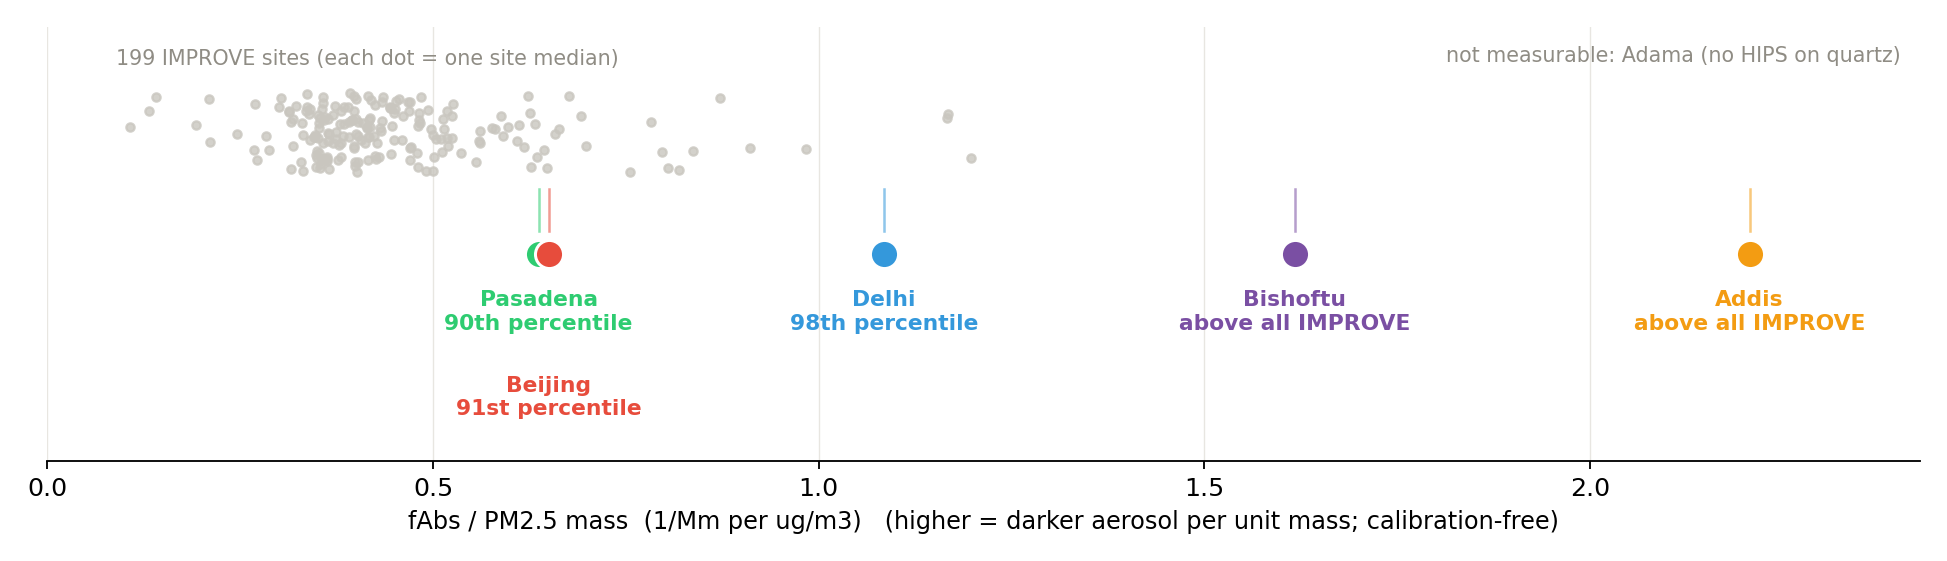 199 IMPROVE sites (each dot = one site median)
not measurable: Adama (no HIPS on quartz)
Pasadena
90th percentile
Delhi
98th percentile
Bishoftu
above all IMPROVE
Addis
above all IMPROVE
Beijing
91st percentile
0.0
0.5
1.0
1.5
2.0
fAbs / PM2.5 mass  (1/Mm per ug/m3)   (higher = darker aerosol per unit mass; calibration-free)